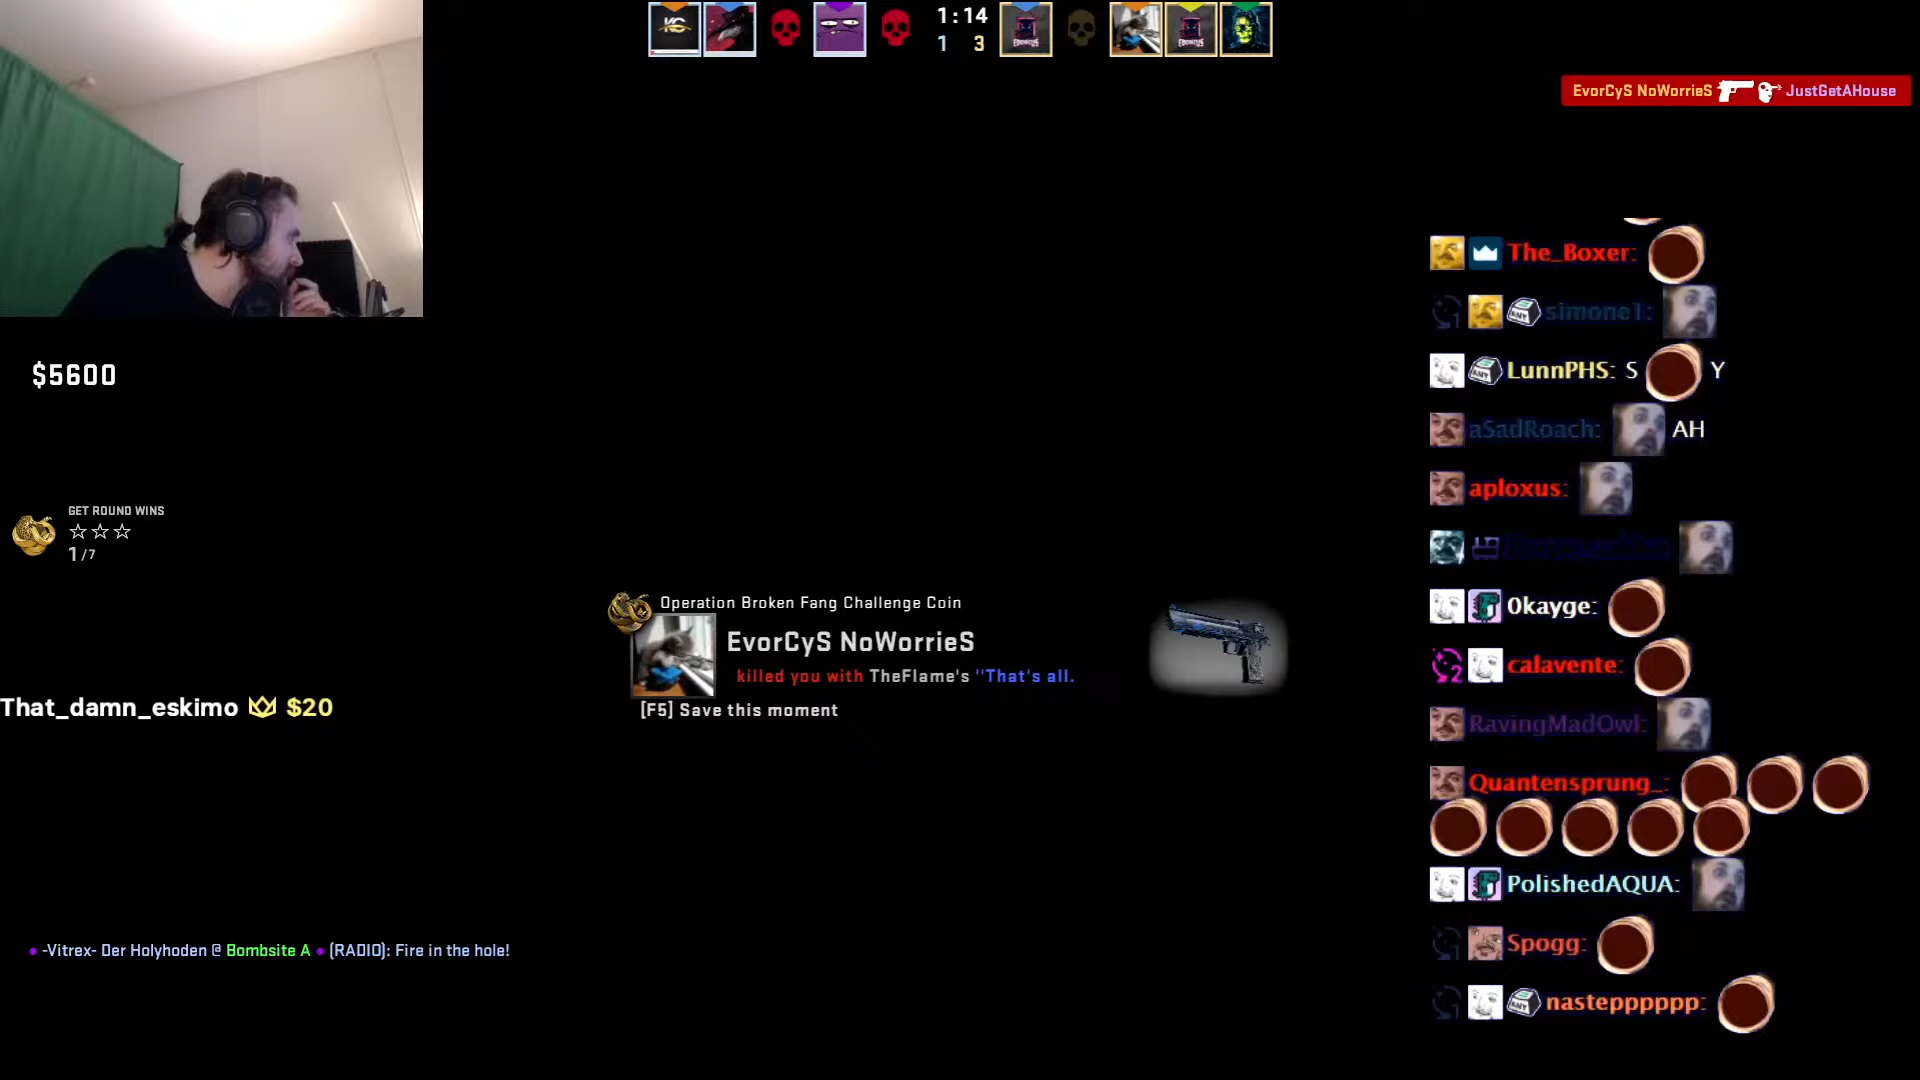 1:14
1 3
EvorCyS NoWorrieS JustGetAHouse
The_Boxer:
simone1:
$5600
LunnPHS: S Y
aSadRoach: AH
aploxus:
GET ROUND WINS
1/7
Okayge:
Operation Broken Fang Challenge Coin
EvorCyS NoWorrieS
killed you with TheFlame's ''That's all.
[F5] Save this moment
calavente:
That_damn_eskimo $20
RavingMadOwl:
Quantensprung_:
PolishedAQUA:
Spogg:
-Vitrex- Der Holyhoden @ Bombsite A • (RADIO): Fire in the hole!
nastepppppp: